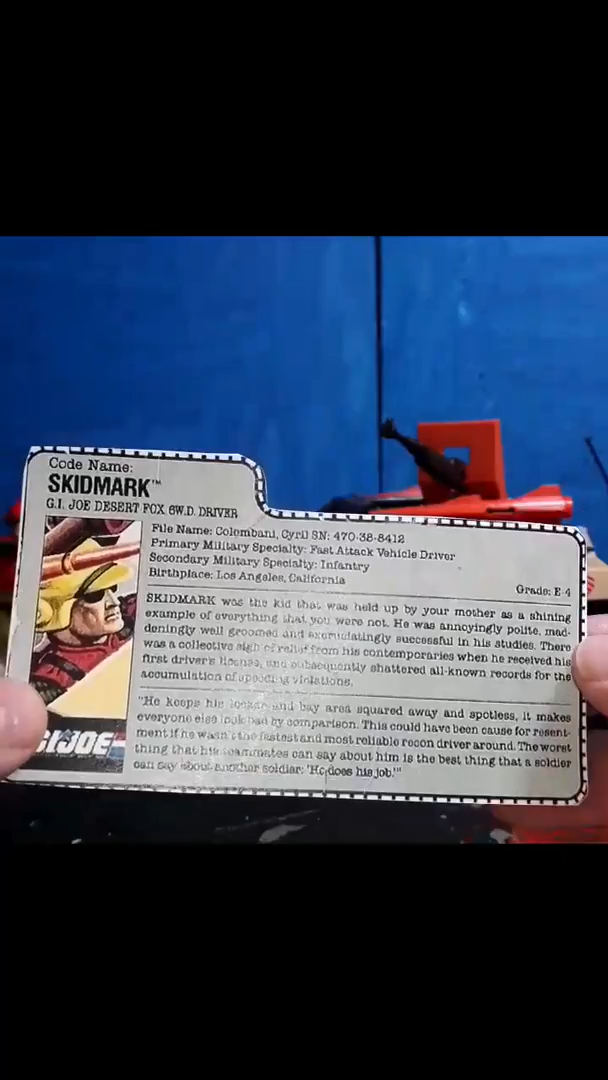 Code Name:
SKIDMARK™
G.I. JOE DESERT FOX 6W.D. DRIVER
File Name: Colombani, Cyril SN: 470-38-8412
Primary Military Specialty: Fast Attack Vehicle Driver
Secondary Military Specialty: Infantry
Birthplace: Los Angeles, California
Grade: E-4
SKIDMARK was the kid that was held up by your mother as a shining
example of everything that you were not. He was annoyingly polite, mad-
deningly well groomed and excruciatingly successful in his studies. There
was a collective sigh of relief from his contemporaries when he received his
first driver's license, and subsequently shattered all-known records for the
accumulation of speeding violations.
"He keeps his locker and bay area squared away and spotless, it makes
everyone else look bad by comparison. This could have been cause for resent-
ment if he wasn't the fastest and most reliable recon driver around. The worst
thing that his teammates can say about him is the best thing that a soldier
can say about another soldier: 'He does his job.'"
GI JOE